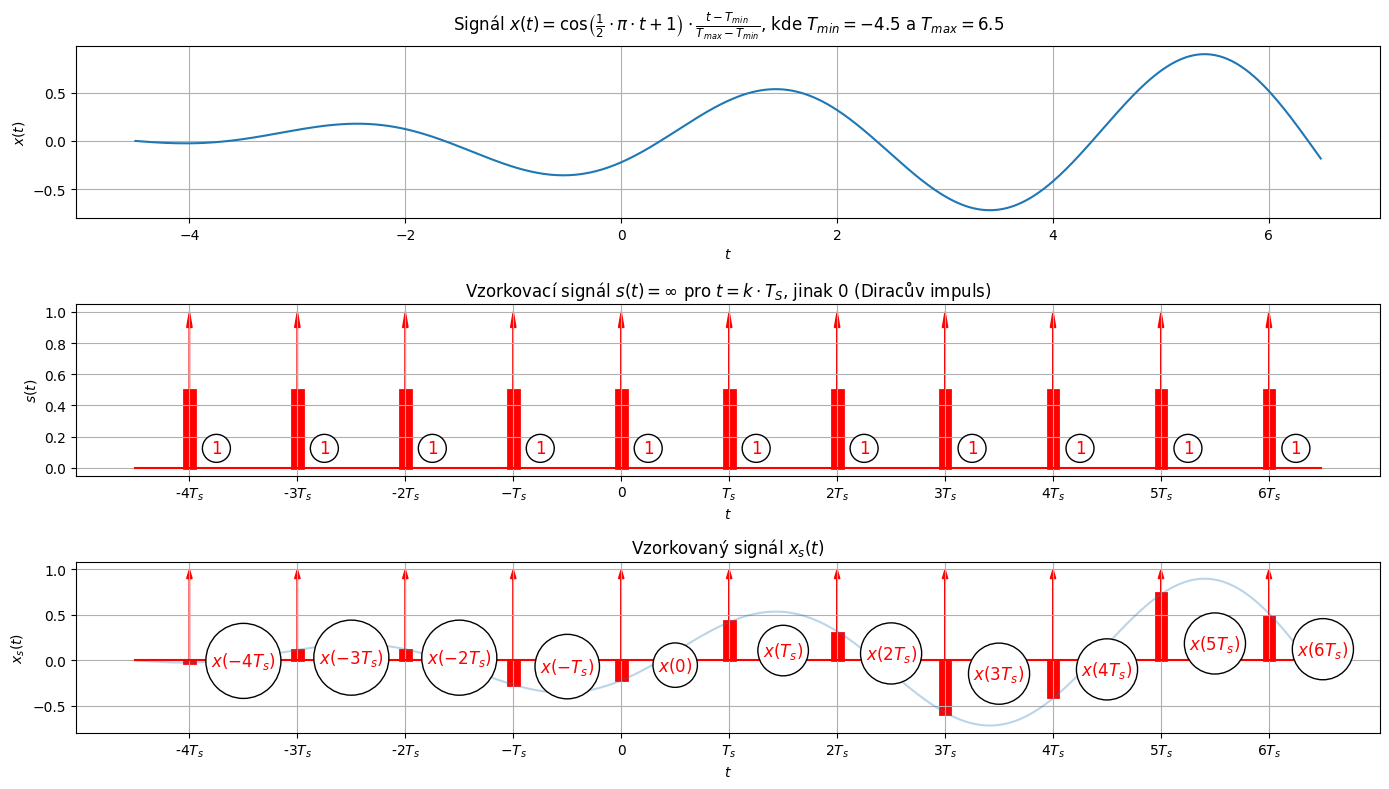 Signál x(t) = cos(1/2 · π · t + 1) · (t − T_min)/(T_max − T_min), kde T_min = −4.5 a T_max = 6.5
x(t)
0.5
0.0
−0.5
−4 −2 0 2 4 6
t
Vzorkovací signál s(t) = ∞ pro t = k · T_S, jinak 0 (Diracův impuls)
s(t)
1.0
0.8
0.6
0.4
0.2
0.0
1 1 1 1 1 1 1 1 1 1 1
-4T_s -3T_s -2T_s −T_s 0 T_s 2T_s 3T_s 4T_s 5T_s 6T_s
t
Vzorkovaný signál x_s(t)
x_s(t)
1.0
0.5
0.0
−0.5
x(−4T_s) x(−3T_s) x(−2T_s) x(−T_s) x(0) x(T_s) x(2T_s) x(3T_s) x(4T_s) x(5T_s) x(6T_s)
-4T_s -3T_s -2T_s −T_s 0 T_s 2T_s 3T_s 4T_s 5T_s 6T_s
t